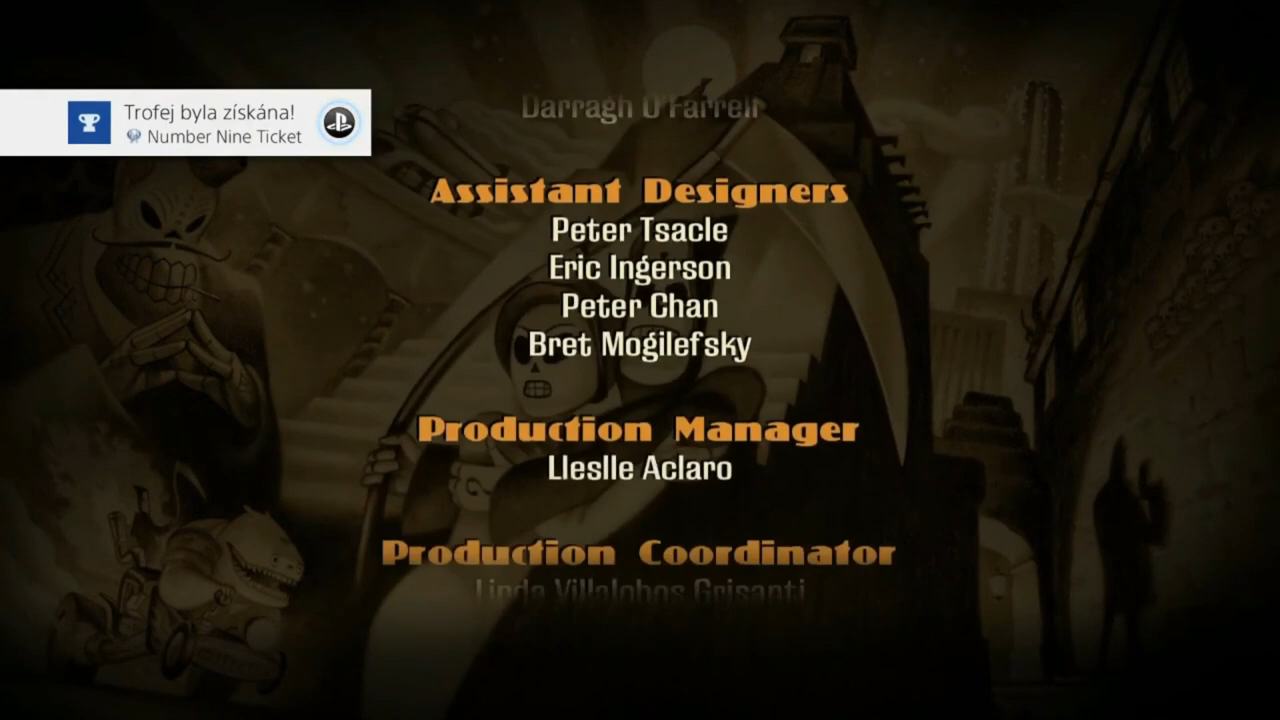 Darragh O'Farrell
Trofej byla získána!
Number Nine Ticket
Assistant Designers
Peter Tsacle
Eric Ingerson
Peter Chan
Bret Mogilefsky
Production Manager
Lleslle Aclaro
Production Coordinator
Linda Villalobos Grisanti